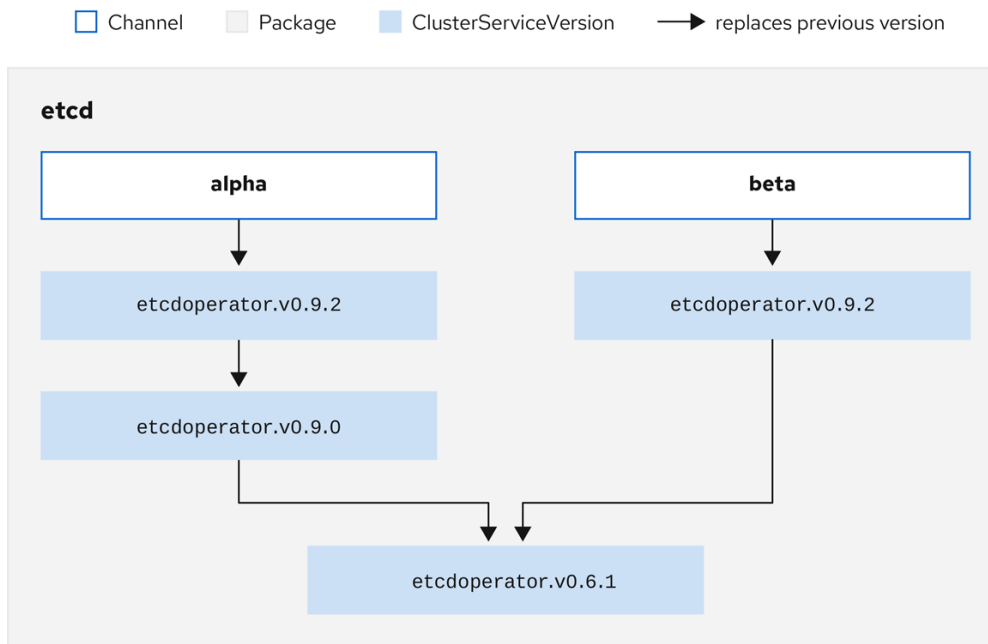 Channel Package ClusterServiceVersion replaces previous version
etcd
alpha beta
etcdoperator.v0.9.2 etcdoperator.v0.9.2
etcdoperator.v0.9.0
etcdoperator.v0.6.1